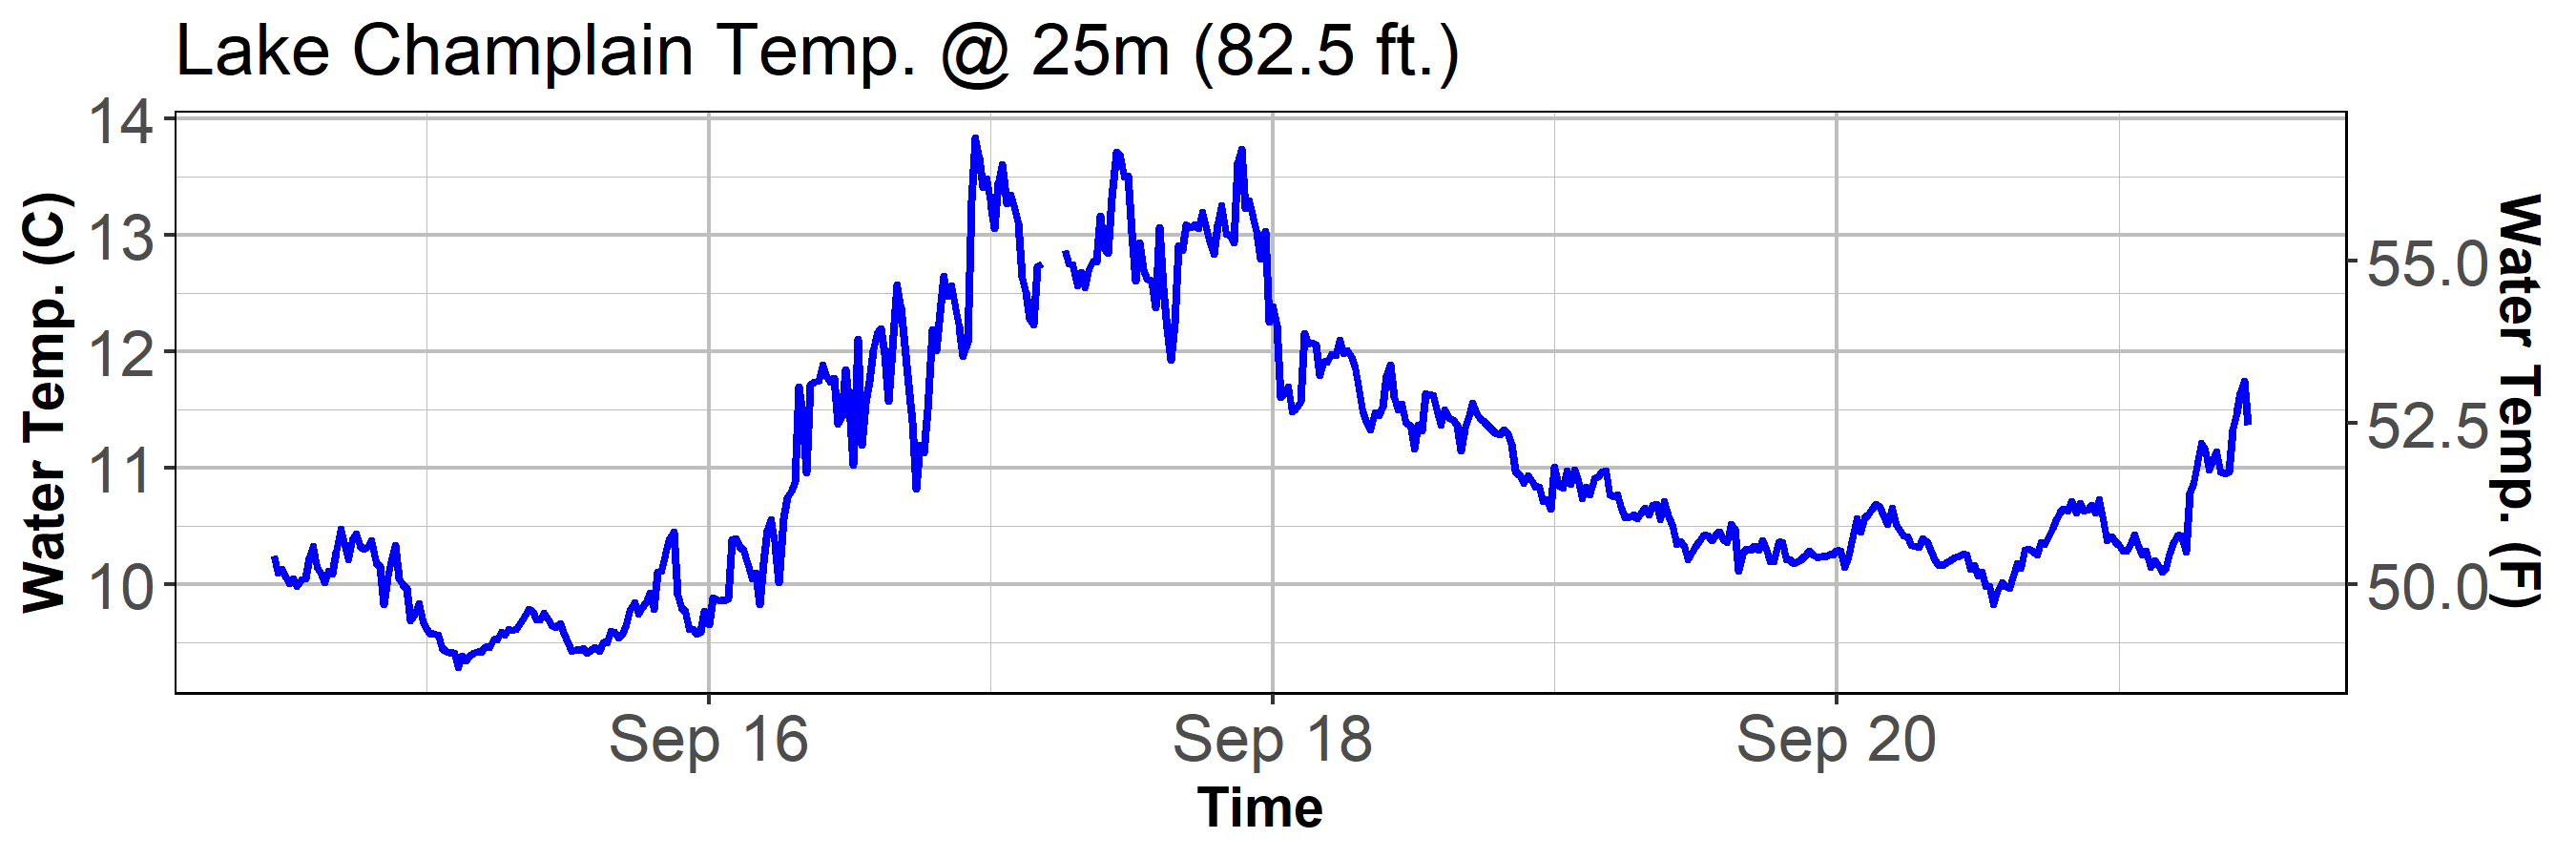 Lake Champlain Temp. @ 25m (82.5 ft.)
Water Temp. (C)
14
13
12
11
10
55.0
52.5
50.0
Water Temp. (F)
Sep 16 Sep 18 Sep 20
Time